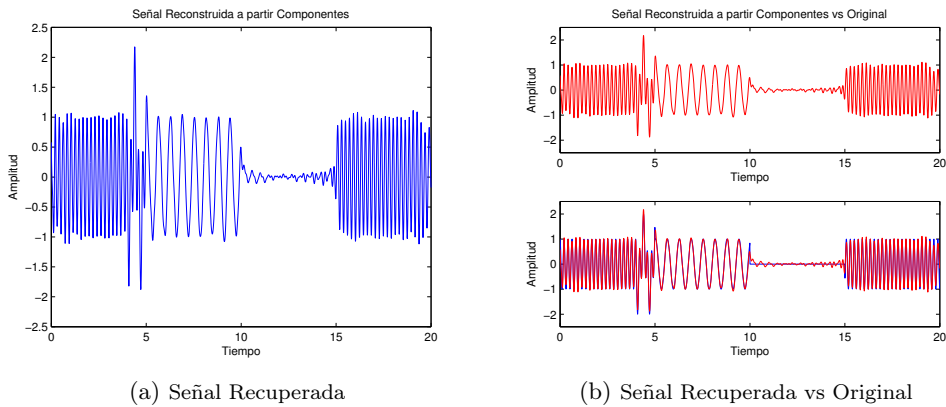 Señal Reconstruida a partir Componentes
2.5
2
1.5
1
0.5
0
−0.5
−1
−1.5
−2
−2.5
Amplitud
0 5 10 15 20
Tiempo
(a) Señal Recuperada
Señal Reconstruida a partir Componentes vs Original
2
1
0
−1
−2
Amplitud
0 5 10 15 20
Tiempo
2
1
0
−1
−2
Amplitud
0 5 10 15 20
Tiempo
(b) Señal Recuperada vs Original